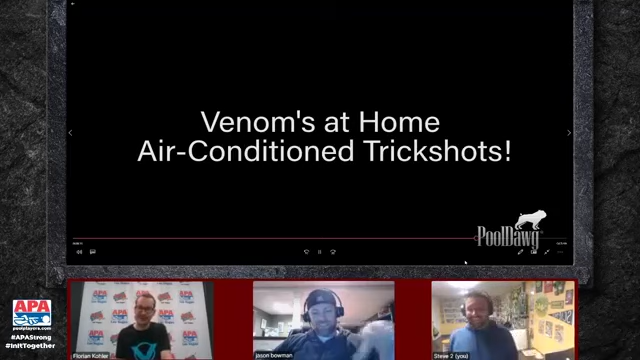 Venom's at Home
Air-Conditioned Trickshots!
PoolDawg
APA
poolplayers.com
#APAStrong
#InItTogether
Florian Kohler
jason bowman
Steve 2 (you)